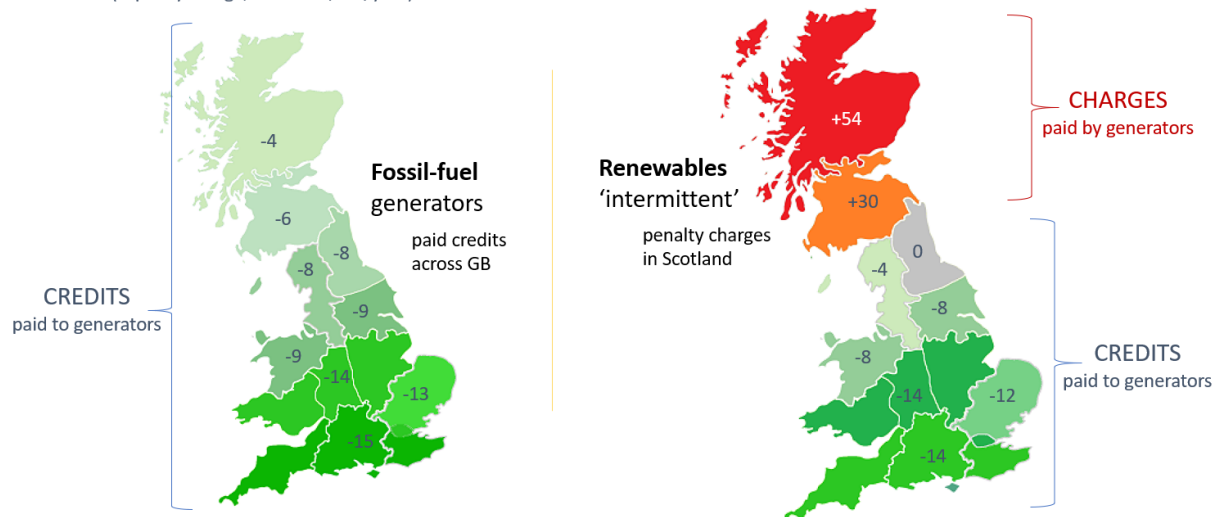 -4
-6
-8
-8
-9
-9
-14
-13
-15
CREDITS
paid to generators
Fossil-fuel
generators
paid credits
across GB
Renewables
‘intermittent’
penalty charges
in Scotland
+54
+30
0
-4
-8
-8
-14
-12
-14
CHARGES
paid by generators
CREDITS
paid to generators